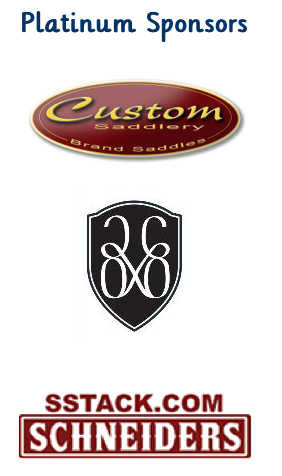 Platinum Sponsors
Custom
Saddlery
Brand Saddles
SSTACK.COM
SCHNEIDERS